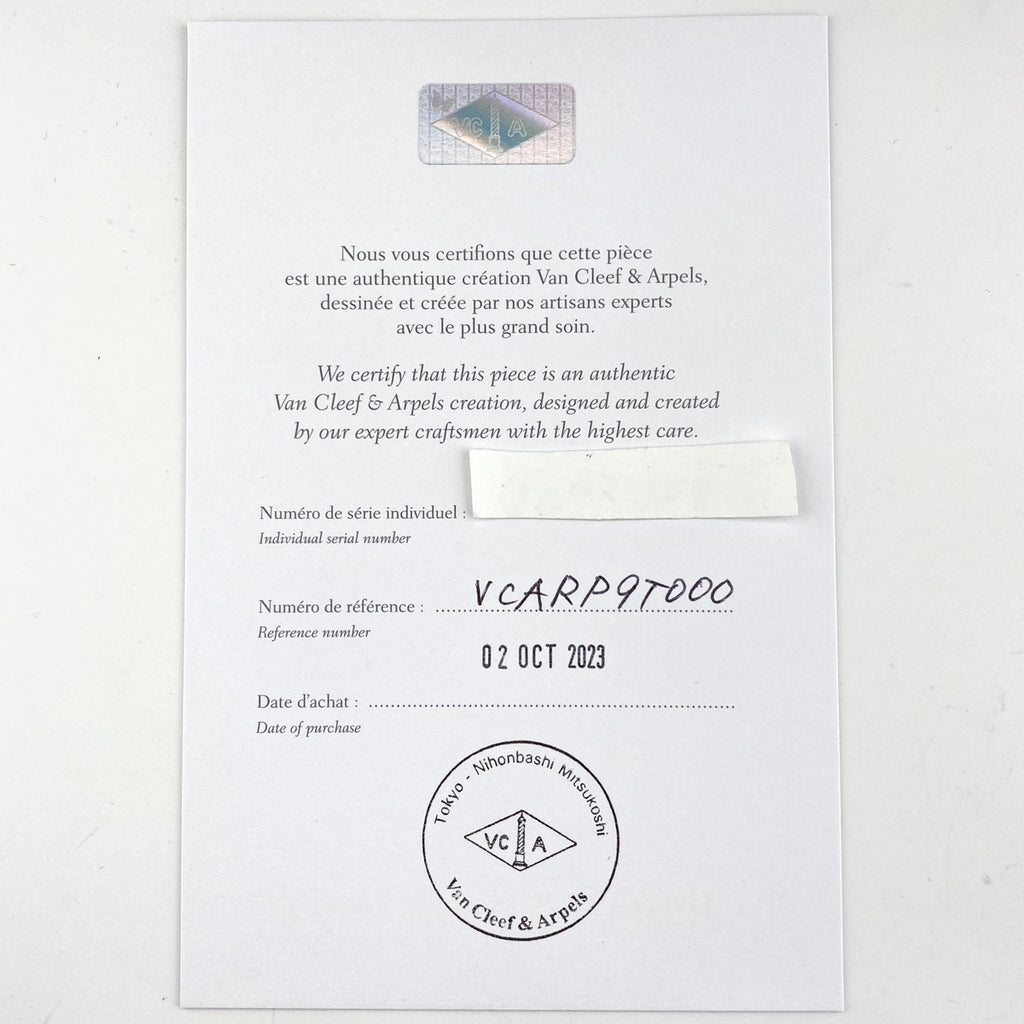 VC A
Nous vous certifions que cette pièce
est une authentique création Van Cleef & Arpels,
dessinée et créée par nos artisans experts
avec le plus grand soin.
We certify that this piece is an authentic
Van Cleef & Arpels creation, designed and created
by our expert craftsmen with the highest care.
Numéro de série individuel :
Individual serial number
Numéro de référence : VCARP9T000
Reference number
02 OCT 2023
Date d'achat :
Date of purchase
Tokyo - Nihonbashi Mitsukoshi
VC A
Van Cleef & Arpels